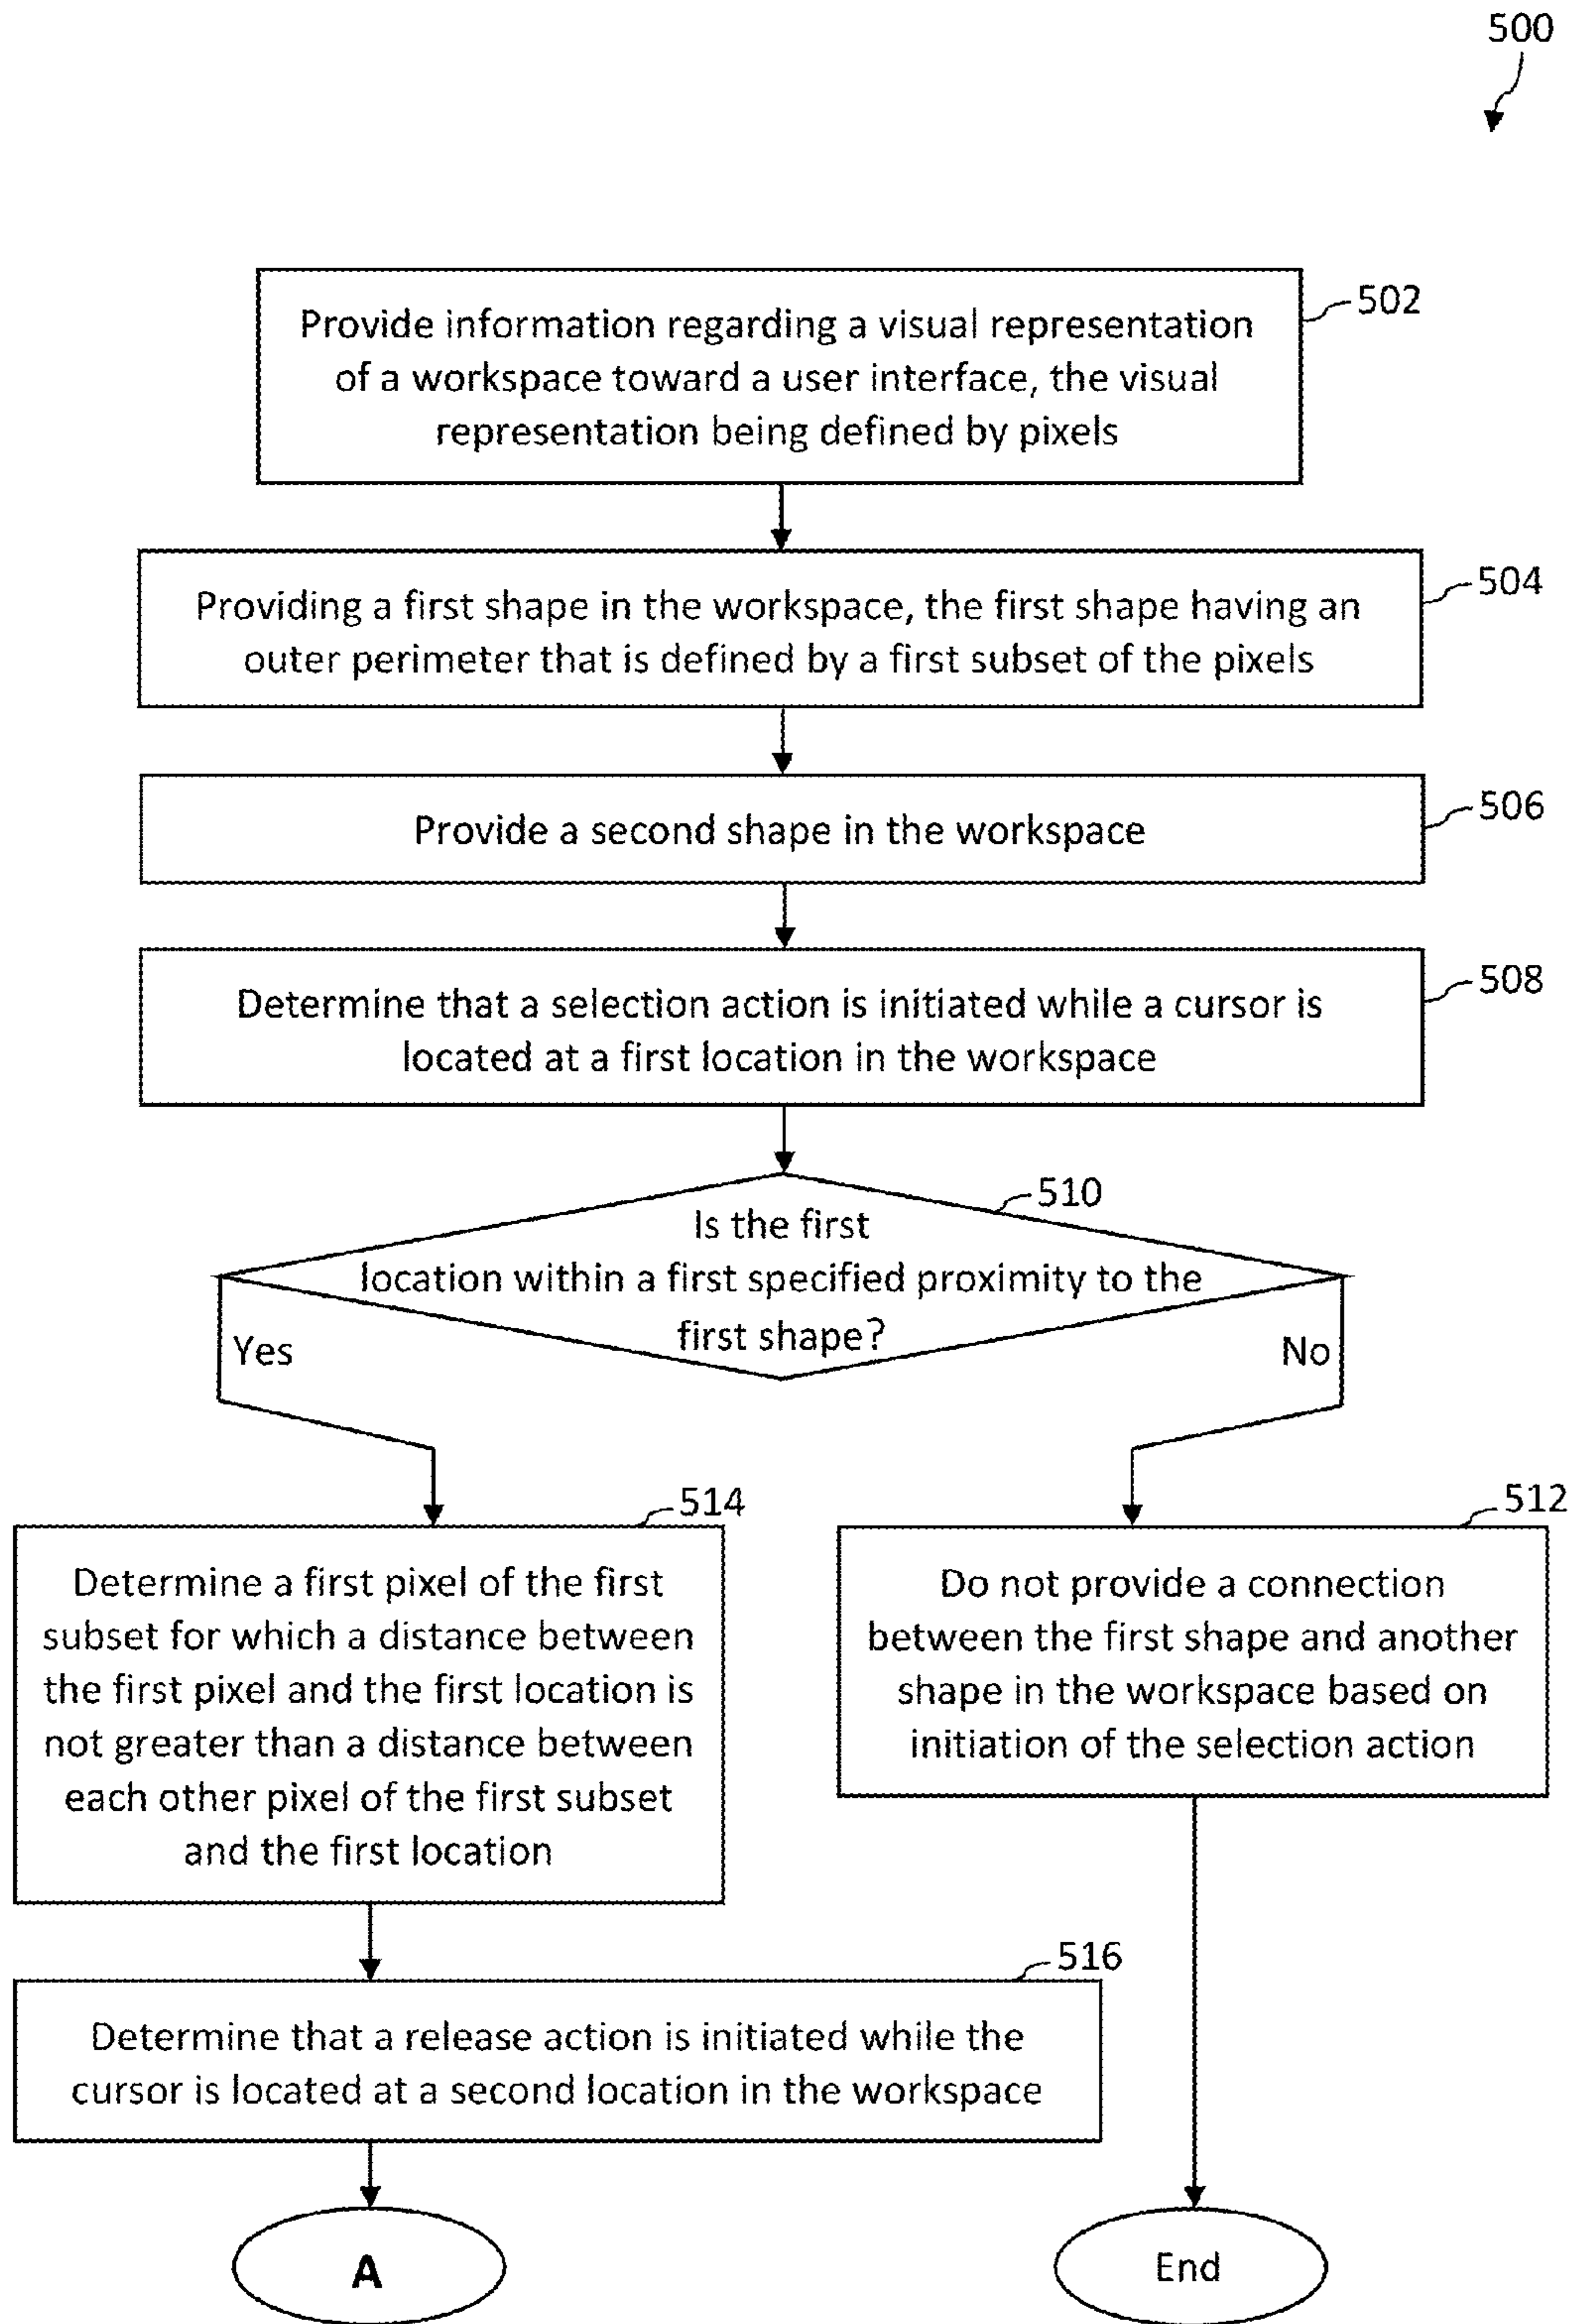 500
Provide information regarding a visual representation
of a workspace toward a user interface, the visual
representation being defined by pixels
502
Providing a first shape in the workspace, the first shape having an
outer perimeter that is defined by a first subset of the pixels
504
Provide a second shape in the workspace
506
Determine that a selection action is initiated while a cursor is
located at a first location in the workspace
508
510
Is the first
location within a first specified proximity to the
first shape?
Yes
No
514
Determine a first pixel of the first
subset for which a distance between
the first pixel and the first location is
not greater than a distance between
each other pixel of the first subset
and the first location
512
Do not provide a connection
between the first shape and another
shape in the workspace based on
initiation of the selection action
516
Determine that a release action is initiated while the
cursor is located at a second location in the workspace
A
End